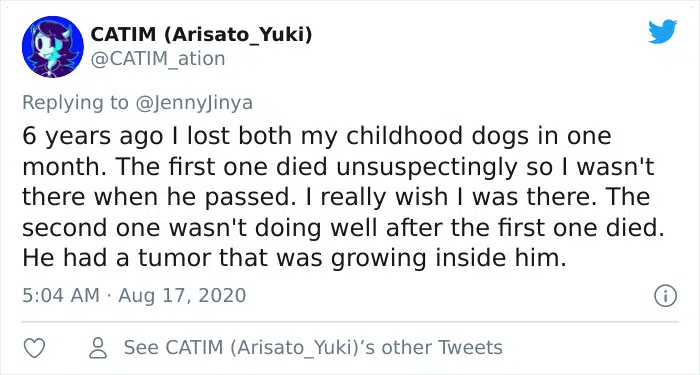 CATIM (Arisato_Yuki)
@CATIM_ation
Replying to @JennyJinya
6 years ago I lost both my childhood dogs in one
month. The first one died unsuspectingly so I wasn't
there when he passed. I really wish I was there. The
second one wasn't doing well after the first one died.
He had a tumor that was growing inside him.
5:04 AM · Aug 17, 2020
See CATIM (Arisato_Yuki)’s other Tweets